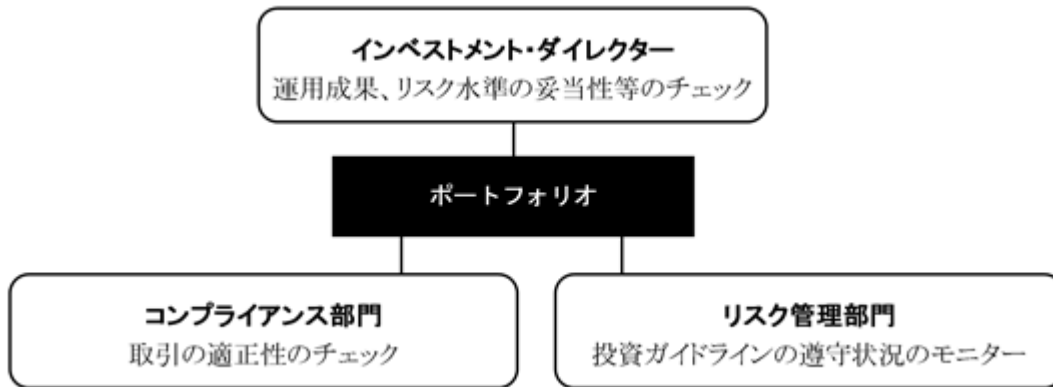 インベストメント・ダイレクター
運用成果、リスク水準の妥当性等のチェック
ポートフォリオ
コンプライアンス部門
取引の適正性のチェック
リスク管理部門
投資ガイドラインの遵守状況のモニター